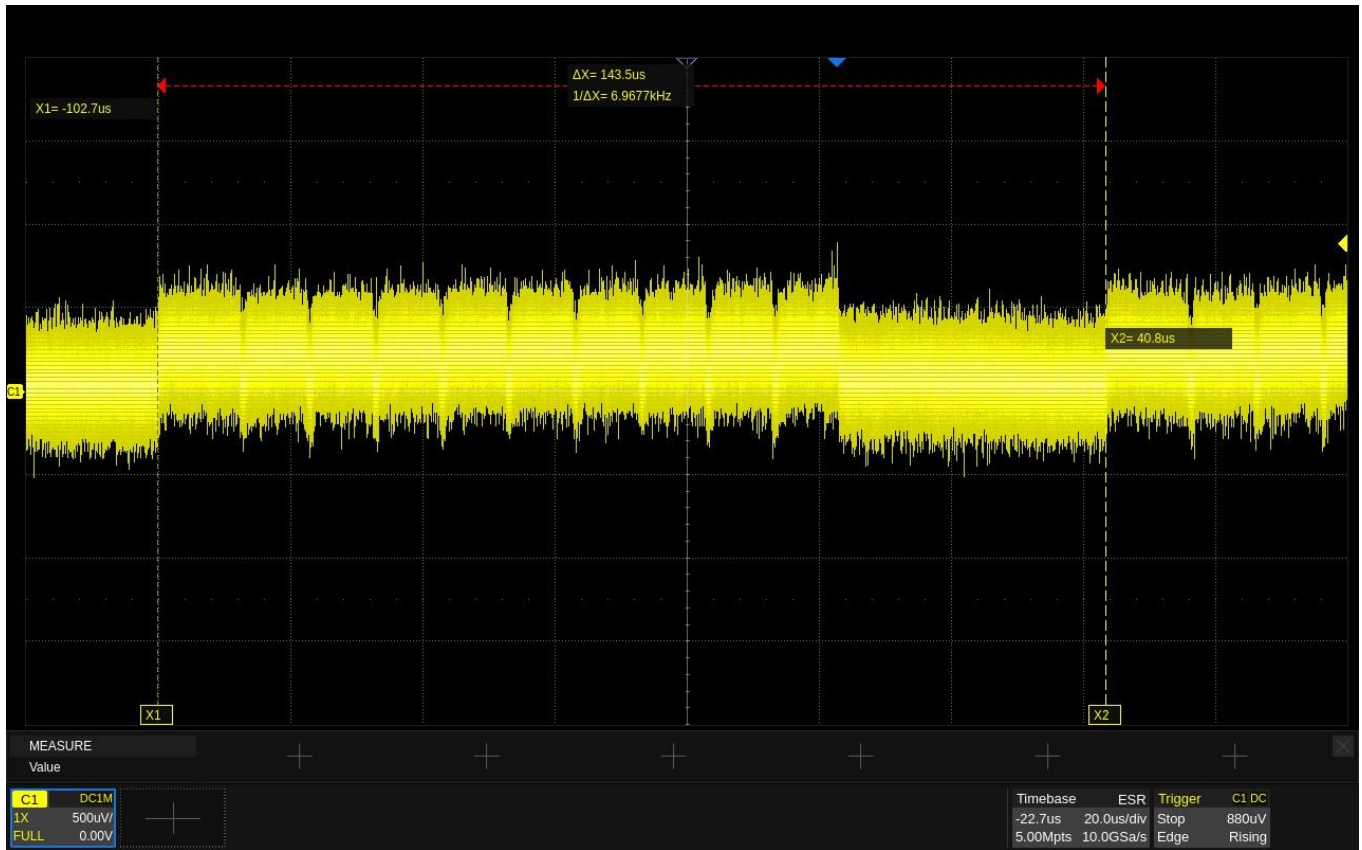 ΔX= 143.5us
1/ΔX= 6.9677kHz
X1= -102.7us
X2= 40.8us
C1
X1
X2
MEASURE
Value
C1 DC1M
1X 500uV/
FULL 0.00V
Timebase ESR
-22.7us 20.0us/div
5.00Mpts 10.0GSa/s
Trigger C1 DC
Stop 880uV
Edge Rising